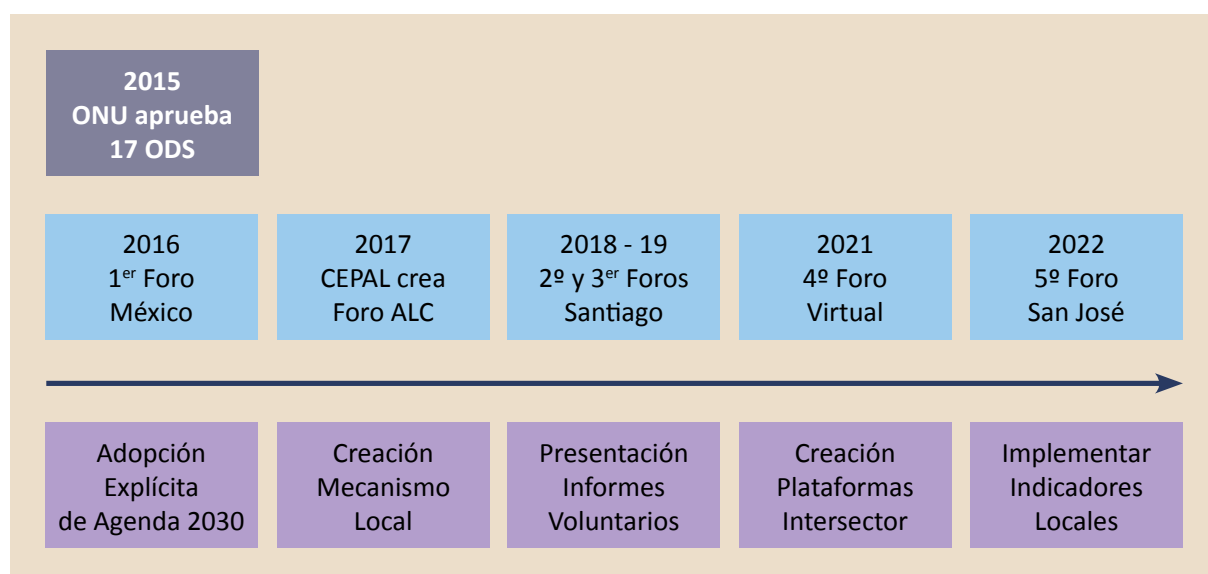 2015
ONU aprueba
17 ODS
2016
1er Foro
México
2017
CEPAL crea
Foro ALC
2018 - 19
2º y 3er Foros
Santiago
2021
4º Foro
Virtual
2022
5º Foro
San José
Adopción
Explícita
de Agenda 2030
Creación
Mecanismo
Local
Presentación
Informes
Voluntarios
Creación
Plataformas
Intersector
Implementar
Indicadores
Locales